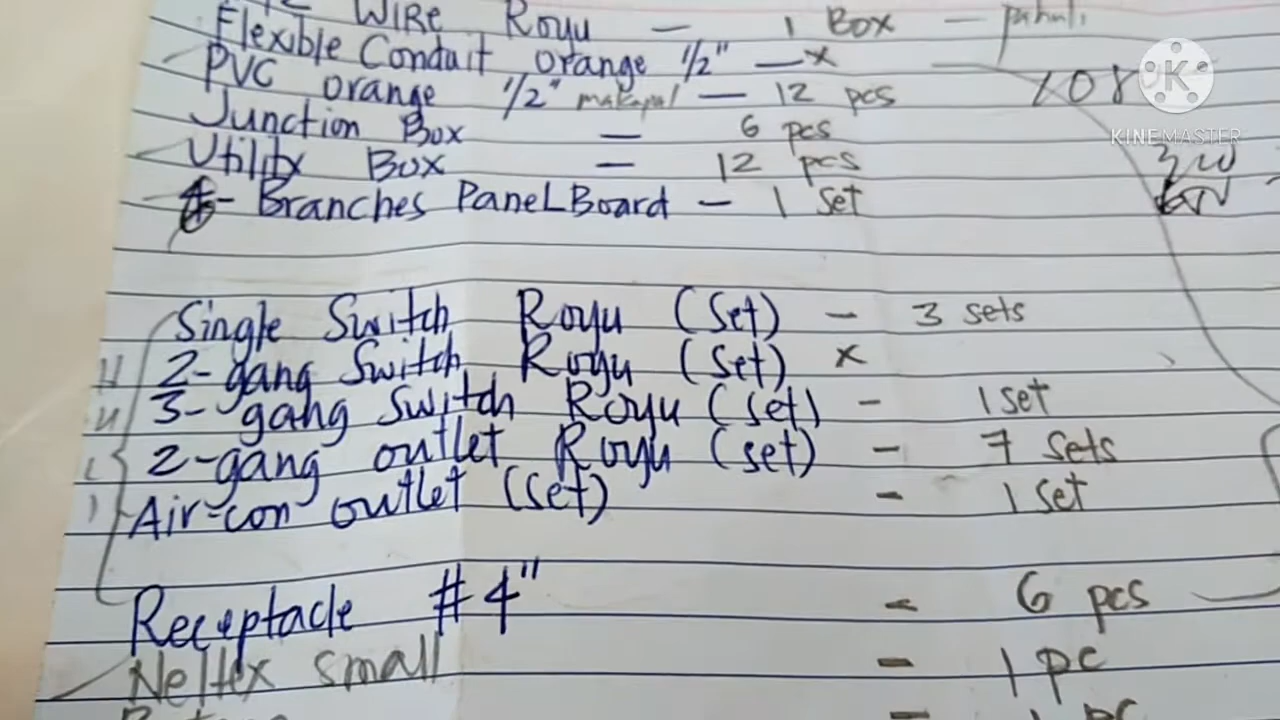 Wire Royu — 1 Box —
Flexible Conduit orange 1/2" — x
PVC orange 1/2" makapal — 12 pcs
108
Junction Box = 6 pcs
Utility Box — 12 pcs
- Branches Panel Board - 1 set
Single Switch Royu (Set) - 3 sets
2-gang Switch Royu (Set) x
3-gang Switch Royu (set) - 1 set
2-gang outlet Royu (set) - 7 sets
Air-con outlet (set) - 1 set
Receptacle #4" - 6 pcs
Neltex small - 1 pc
KINEMASTER